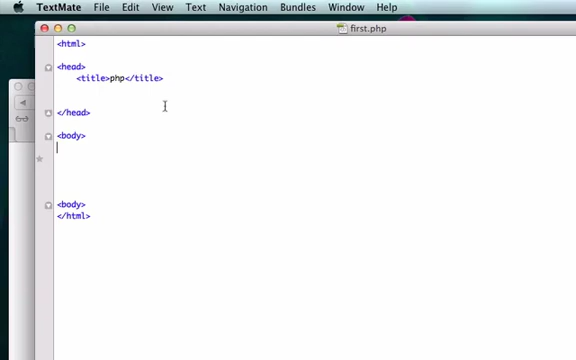 TextMate File Edit View Text Navigation Bundles Window Help
first.php
<html>
<head>
<title>php</title>
</head>
<body>
<body>
</html>